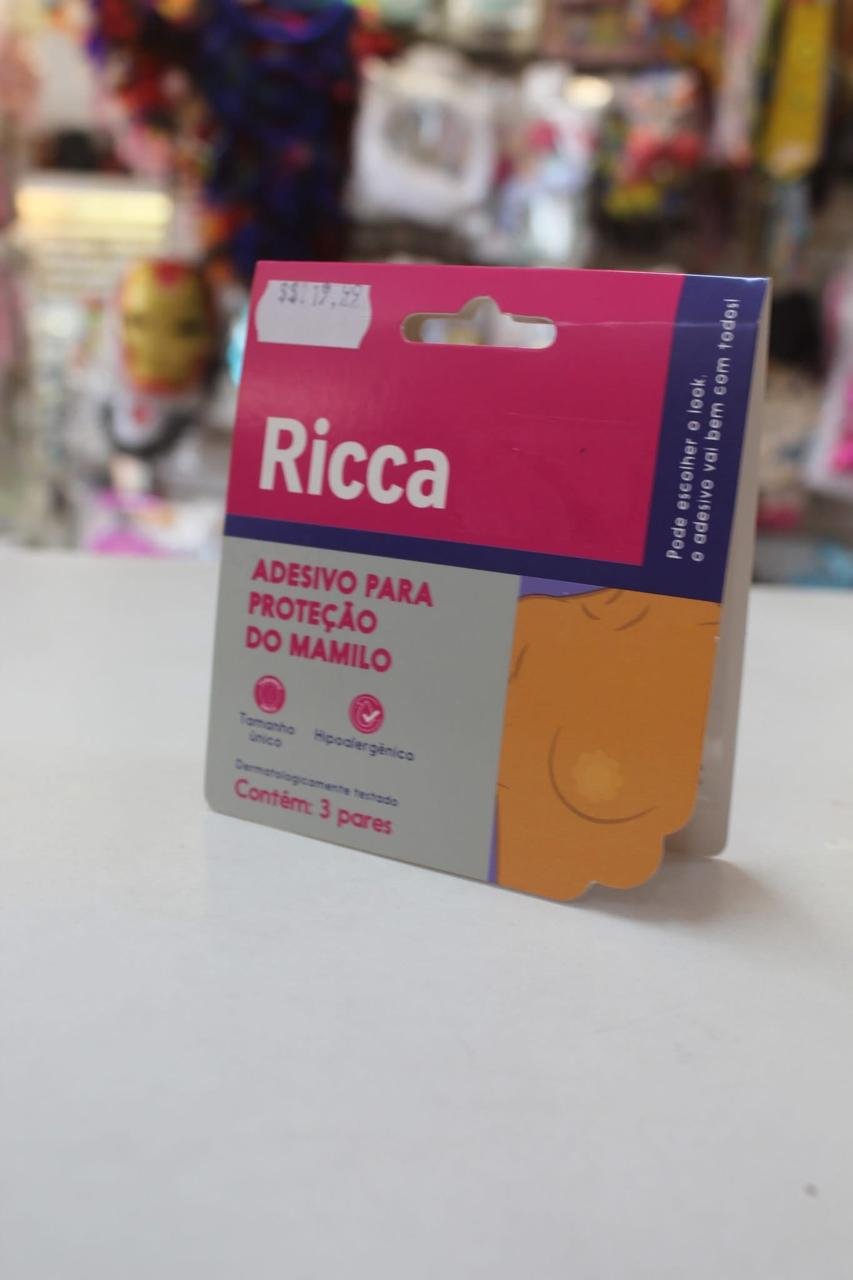 Ricca
Pode escolher o look,
o adesivo vai bem com todos!
ADESIVO PARA
PROTEÇÃO
DO MAMILO
Tamanho
único
Hipoalergênico
Dermatologicamente testado
Contém: 3 pares